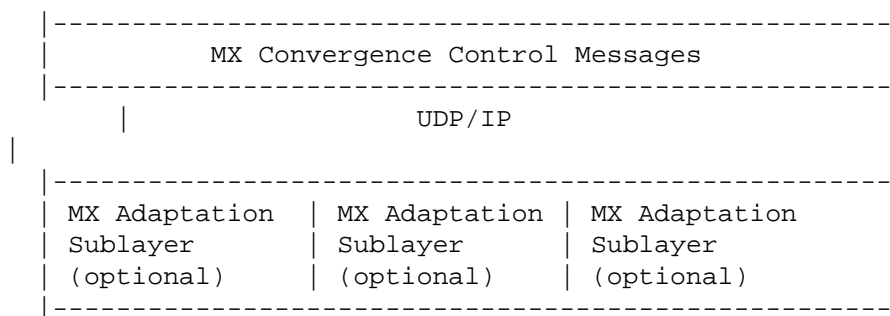 |-----------------------------------------------------
|          MX Convergence Control Messages
|-----------------------------------------------------
     |                  UDP/IP
|
|-----------------------------------------------------
| MX Adaptation  | MX Adaptation | MX Adaptation
| Sublayer       | Sublayer      | Sublayer
| (optional)     | (optional)    | (optional)
|-----------------------------------------------------